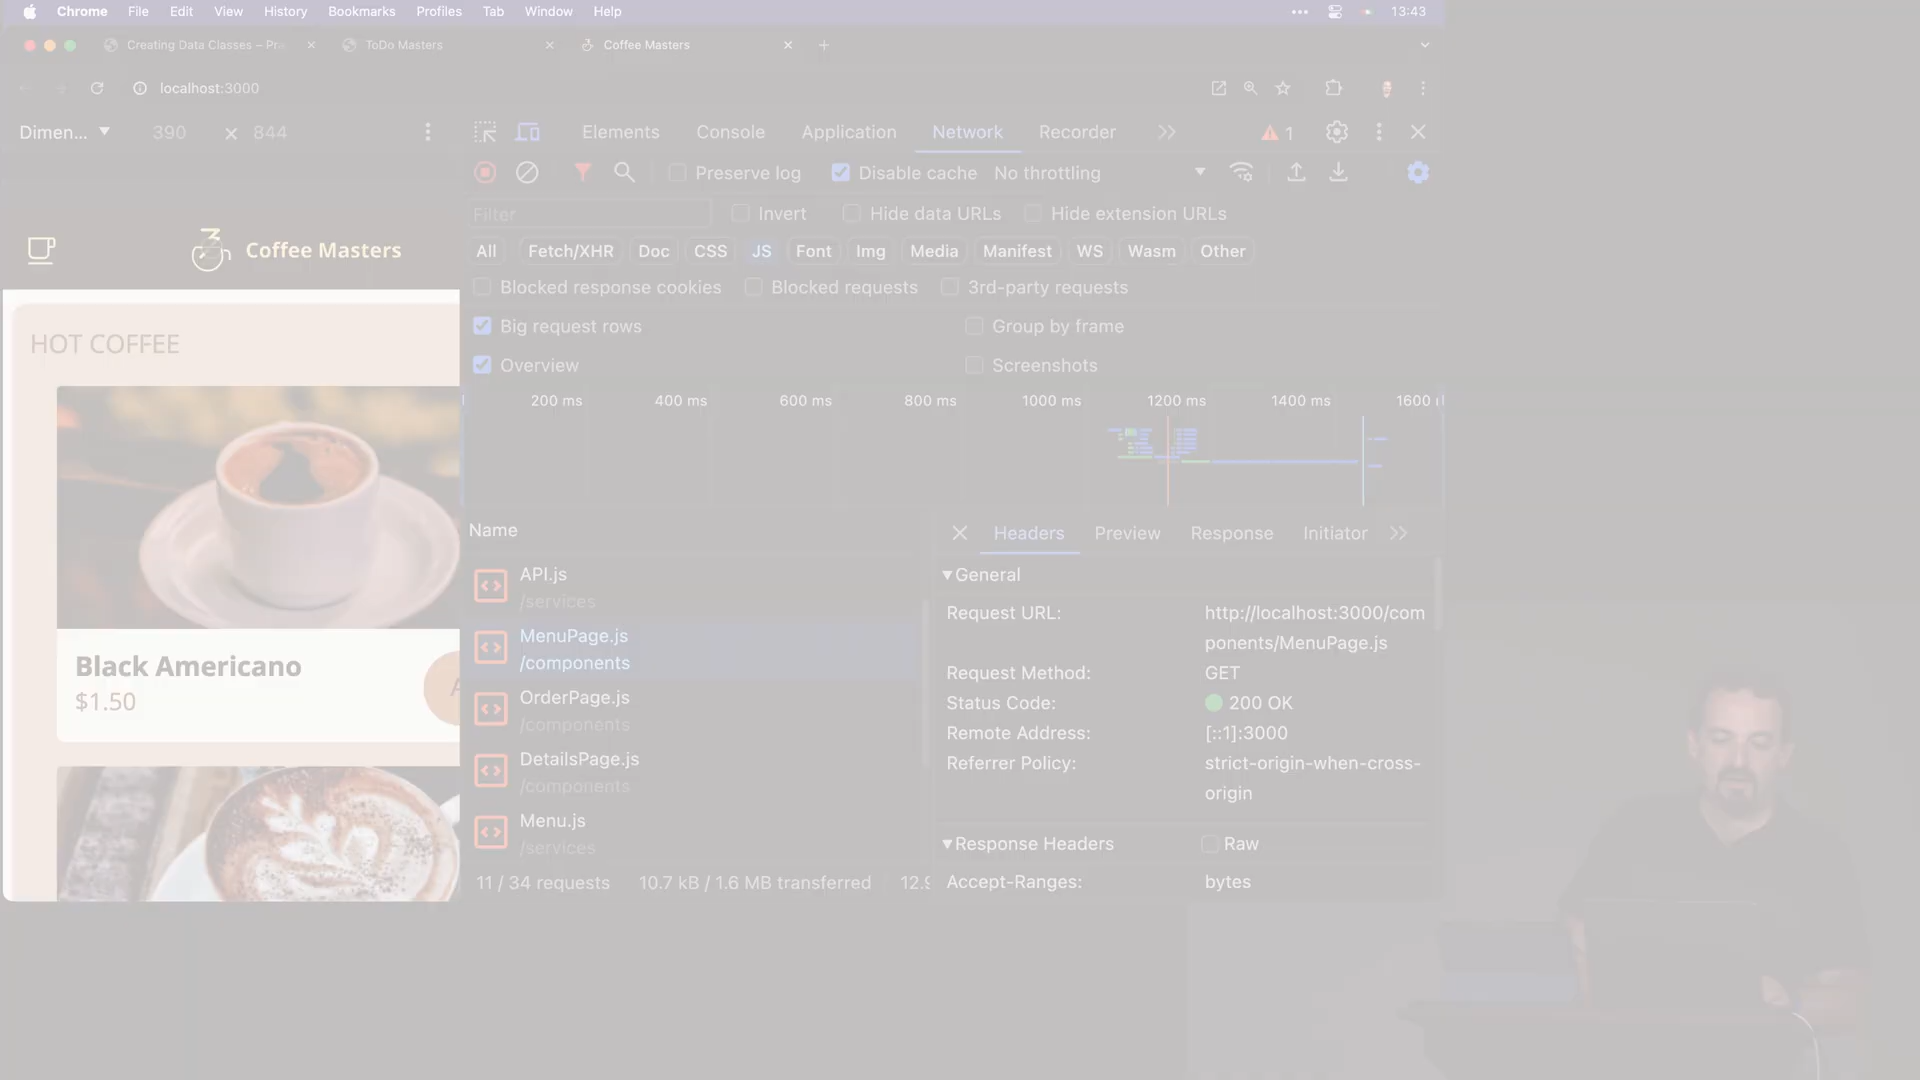 Chrome File Edit View History Bookmarks Profiles Tab Window Help 13:43
Creating Data Classes – Pra ToDo Masters Coffee Masters
localhost:3000
Dimen... 390 × 844 Elements Console Application Network Recorder 1
Preserve log Disable cache No throttling
Filter Invert Hide data URLs Hide extension URLs
Coffee Masters
All Fetch/XHR Doc CSS JS Font Img Media Manifest WS Wasm Other
Blocked response cookies Blocked requests 3rd-party requests
Big request rows Group by frame
HOT COFFEE
Overview Screenshots
200 ms 400 ms 600 ms 800 ms 1000 ms 1200 ms 1400 ms 1600
Name
Headers Preview Response Initiator
API.js
/services
MenuPage.js
/components
OrderPage.js
/components
DetailsPage.js
/components
Menu.js
/services
11 / 34 requests 10.7 kB / 1.6 MB transferred 12.9
General
Request URL: http://localhost:3000/com
ponents/MenuPage.js
Request Method: GET
Status Code: 200 OK
Remote Address: [::1]:3000
Referrer Policy: strict-origin-when-cross-
origin
Response Headers Raw
Accept-Ranges: bytes
Black Americano
$1.50